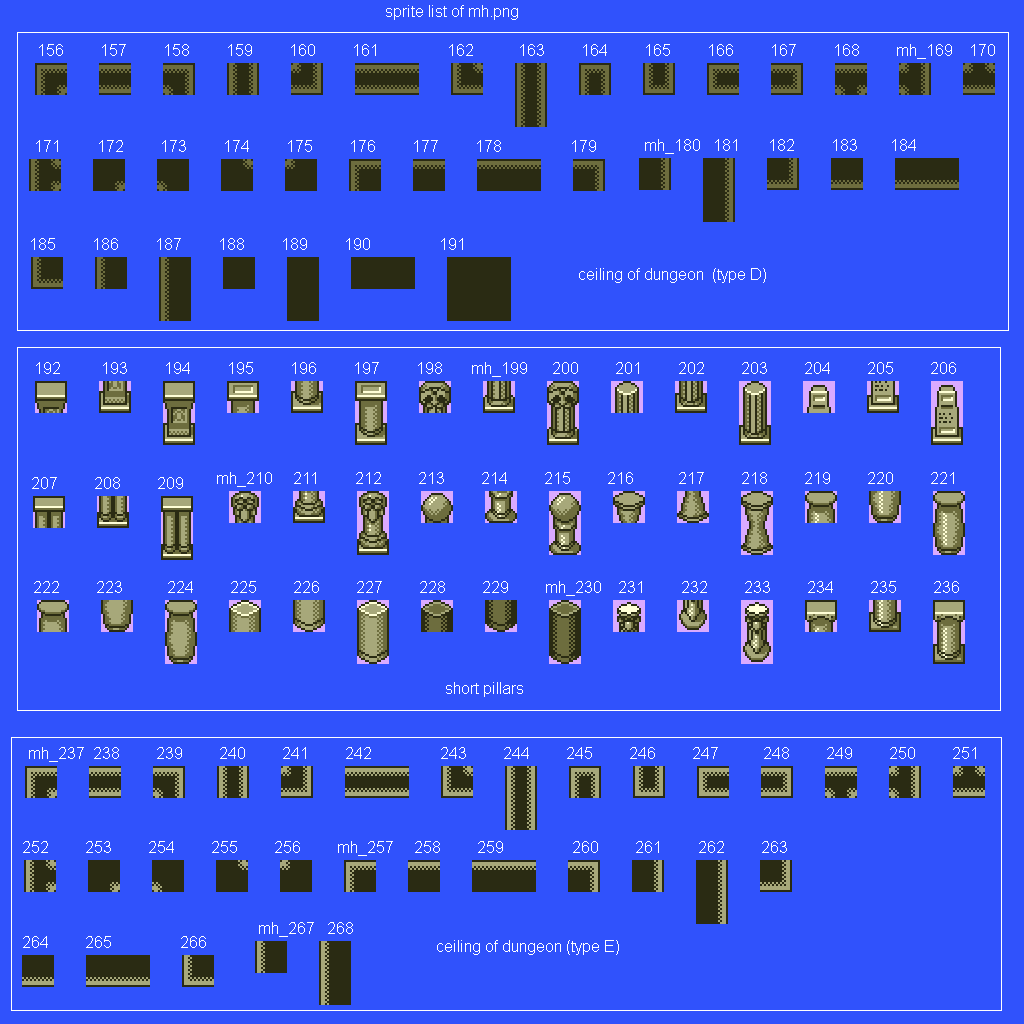 sprite list of mh.png
156 157 158 159 160 161 162 163 164 165 166 167 168 mh_169 170
171 172 173 174 175 176 177 178 179 mh_180 181 182 183 184
185 186 187 188 189 190 191
ceiling of dungeon (type D)
192 193 194 195 196 197 198 mh_199 200 201 202 203 204 205 206
207 208 209 mh_210 211 212 213 214 215 216 217 218 219 220 221
222 223 224 225 226 227 228 229 mh_230 231 232 233 234 235 236
short pillars
mh_237 238 239 240 241 242 243 244 245 246 247 248 249 250 251
252 253 254 255 256 mh_257 258 259 260 261 262 263
264 265 266 mh_267 268
ceiling of dungeon (type E)